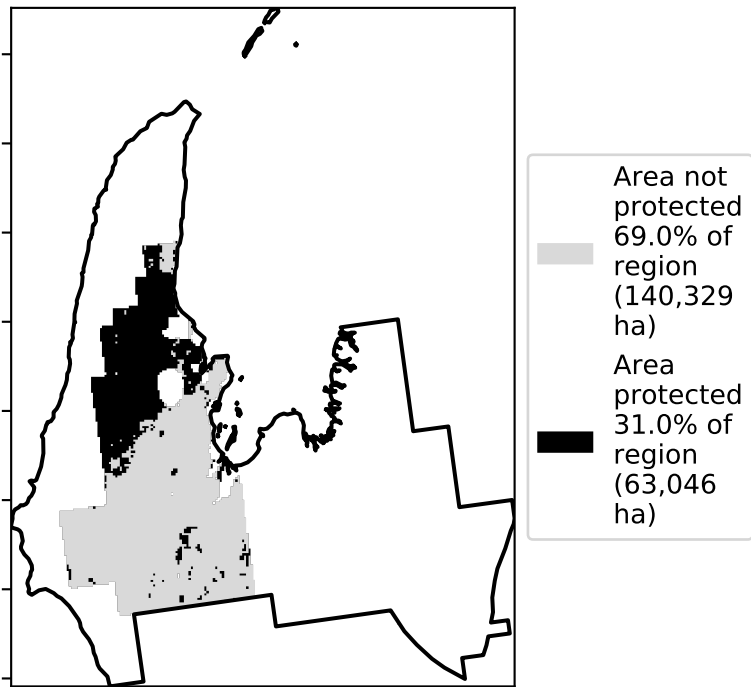 Area not
protected
69.0% of
region
(140,329
ha)
Area
protected
31.0% of
region
(63,046
ha)